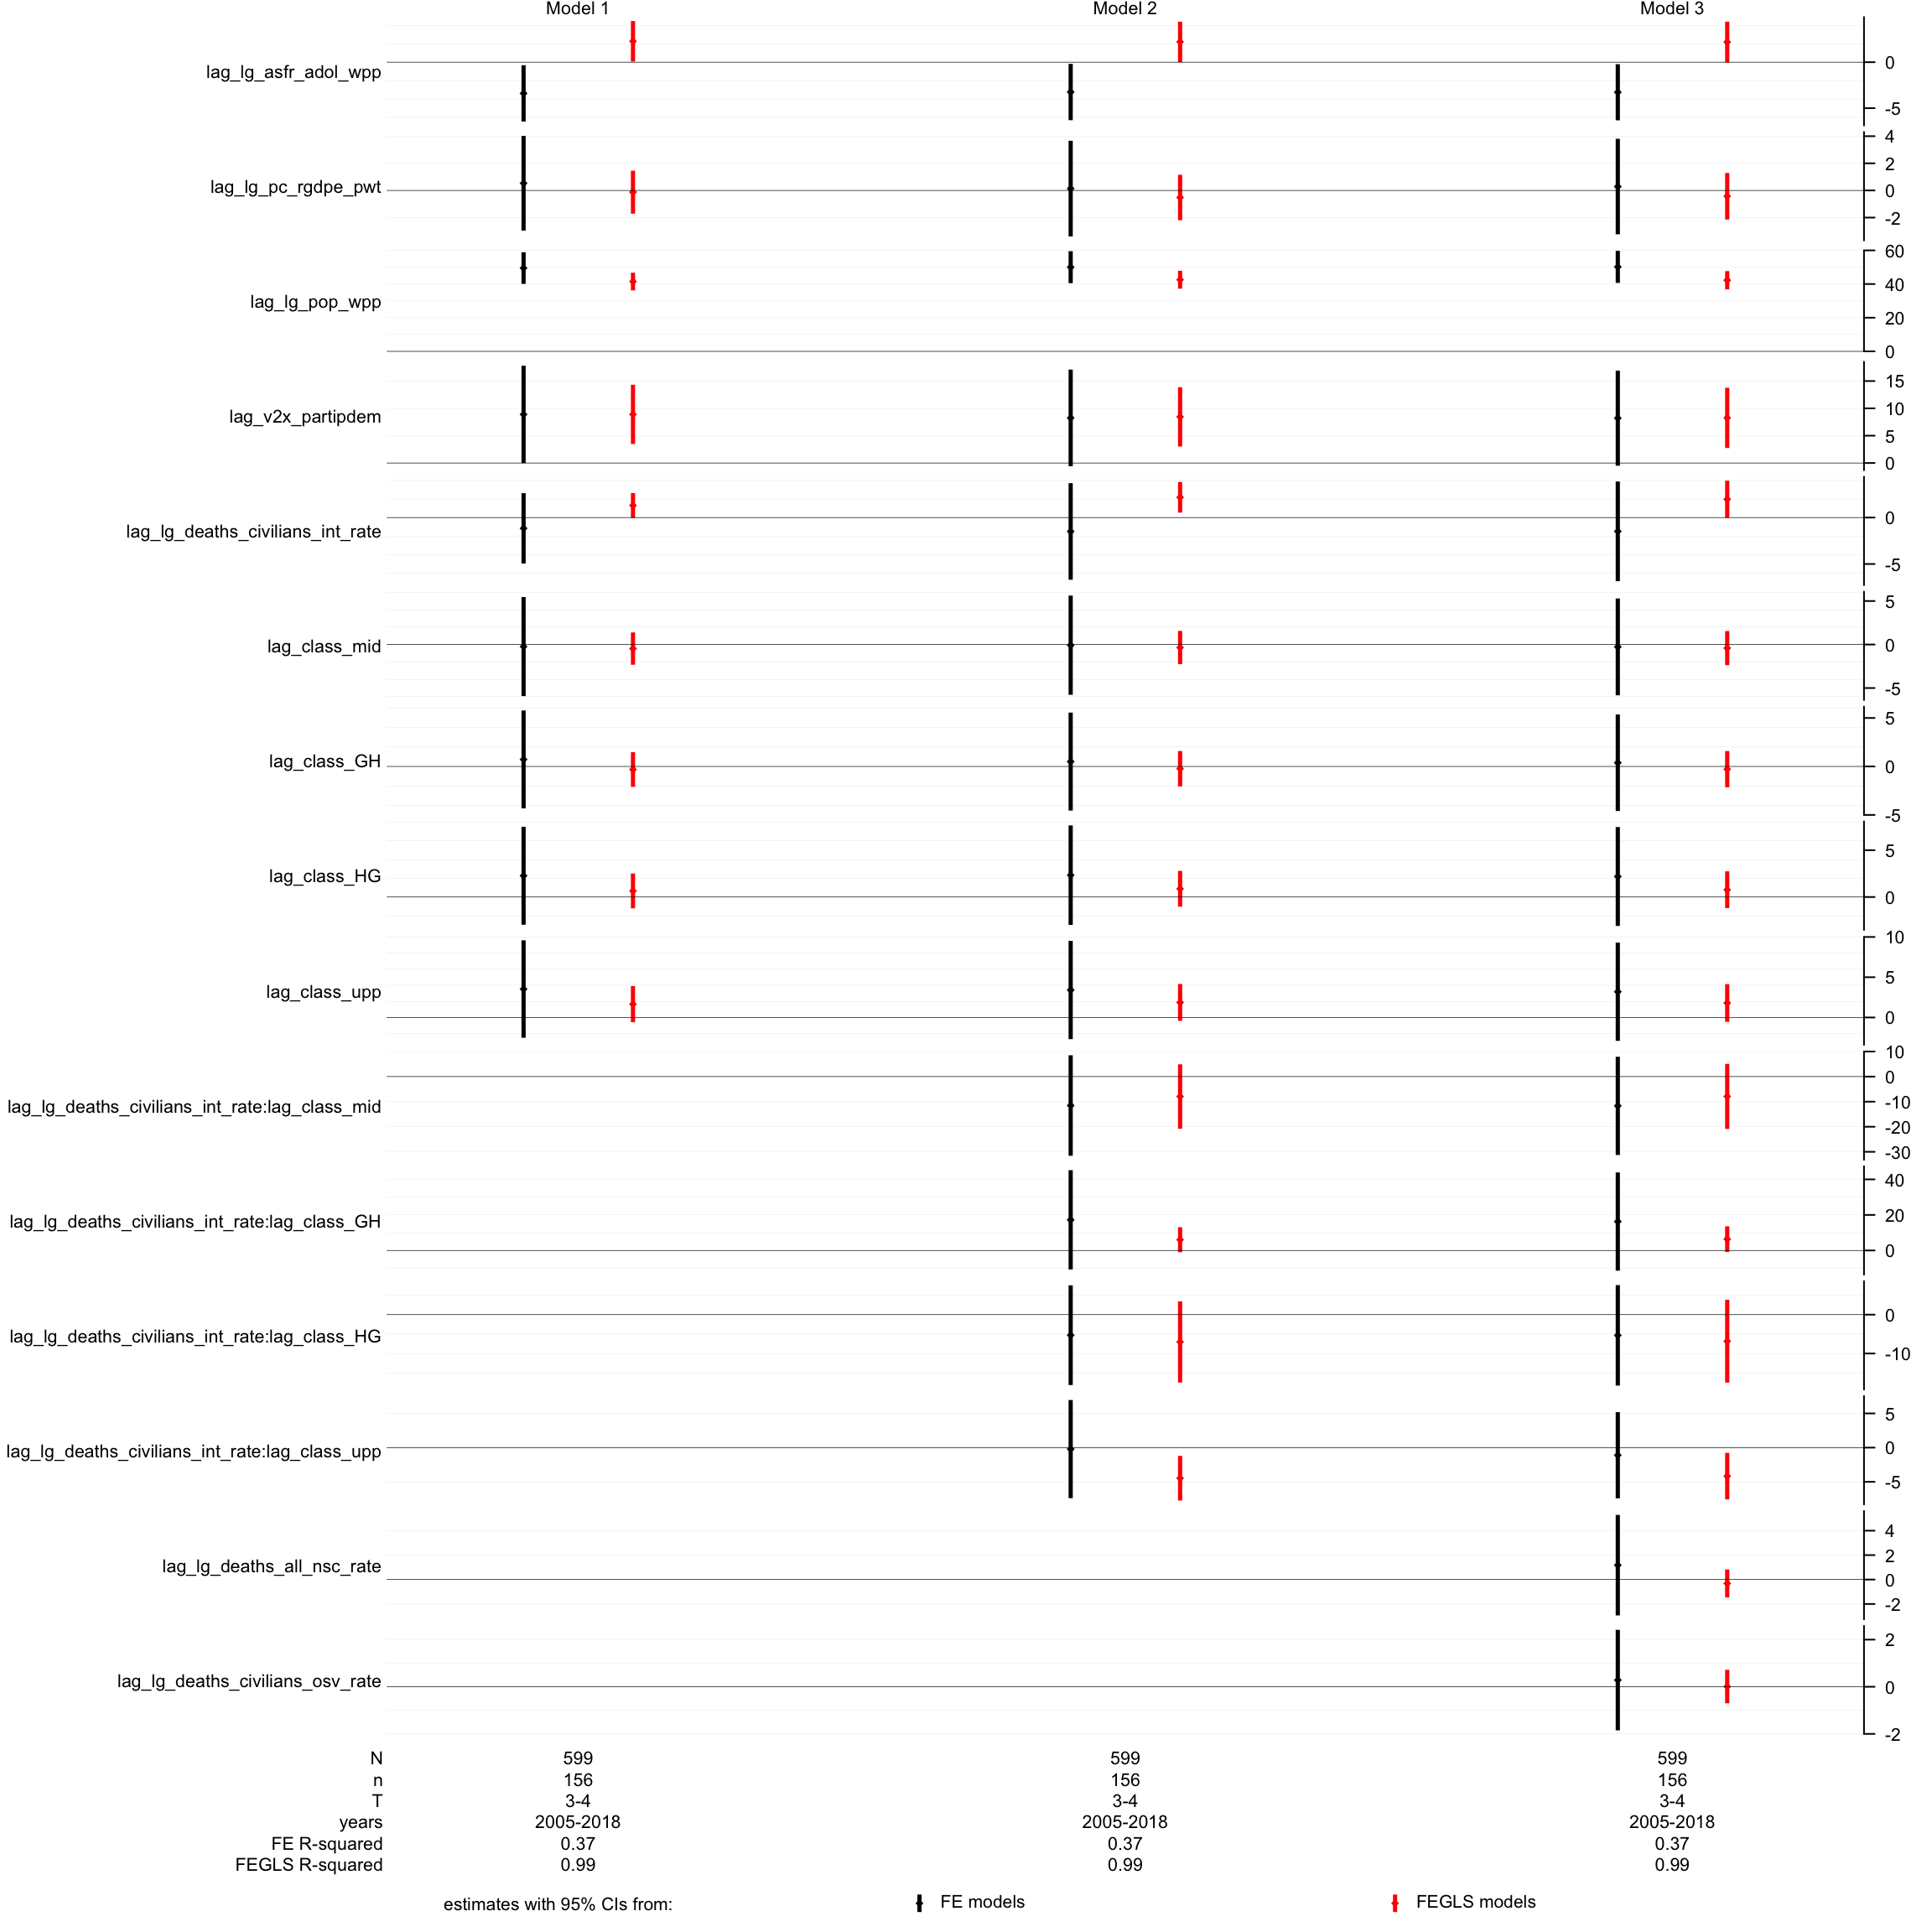 Model 1 Model 2 Model 3
lag_lg_asfr_adol_wpp
0
-5
lag_lg_pc_rgdpe_pwt
4
2
0
-2
lag_lg_pop_wpp
60
40
20
0
lag_v2x_partipdem
15
10
5
0
lag_lg_deaths_civilians_int_rate
0
-5
lag_class_mid
5
0
-5
lag_class_GH
5
0
-5
lag_class_HG
5
0
lag_class_upp
10
5
0
lag_lg_deaths_civilians_int_rate:lag_class_mid
10
0
-10
-20
-30
lag_lg_deaths_civilians_int_rate:lag_class_GH
40
20
0
lag_lg_deaths_civilians_int_rate:lag_class_HG
0
-10
lag_lg_deaths_civilians_int_rate:lag_class_upp
5
0
-5
lag_lg_deaths_all_nsc_rate
4
2
0
-2
lag_lg_deaths_civilians_osv_rate
2
0
-2
N 599 599 599
n 156 156 156
T 3-4 3-4 3-4
years 2005-2018 2005-2018 2005-2018
FE R-squared 0.37 0.37 0.37
FEGLS R-squared 0.99 0.99 0.99
estimates with 95% CIs from: FE models FEGLS models